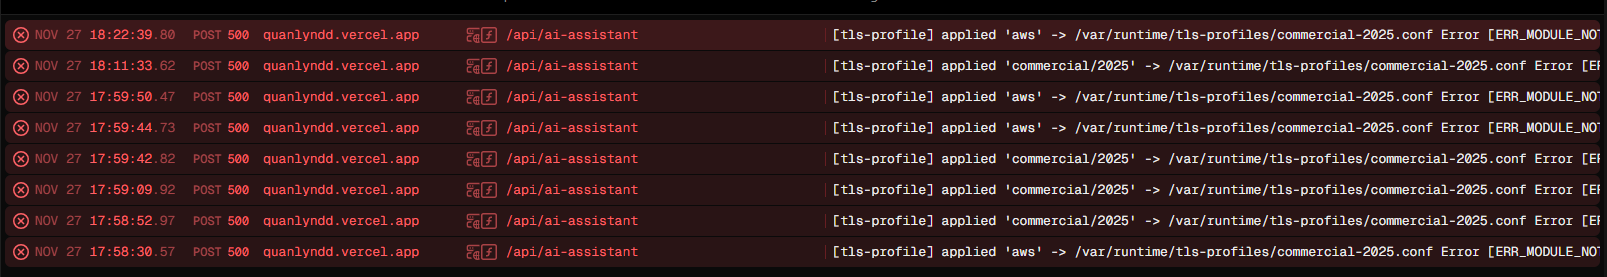 NOV 27 18:22:39.80 POST 500 quanlyndd.vercel.app /api/ai-assistant [tls-profile] applied 'aws' -> /var/runtime/tls-profiles/commercial-2025.conf Error [ERR_MODULE_NOT
NOV 27 18:11:33.62 POST 500 quanlyndd.vercel.app /api/ai-assistant [tls-profile] applied 'commercial/2025' -> /var/runtime/tls-profiles/commercial-2025.conf Error [ER
NOV 27 17:59:50.47 POST 500 quanlyndd.vercel.app /api/ai-assistant [tls-profile] applied 'aws' -> /var/runtime/tls-profiles/commercial-2025.conf Error [ERR_MODULE_NOT
NOV 27 17:59:44.73 POST 500 quanlyndd.vercel.app /api/ai-assistant [tls-profile] applied 'aws' -> /var/runtime/tls-profiles/commercial-2025.conf Error [ERR_MODULE_NOT
NOV 27 17:59:42.82 POST 500 quanlyndd.vercel.app /api/ai-assistant [tls-profile] applied 'commercial/2025' -> /var/runtime/tls-profiles/commercial-2025.conf Error [ER
NOV 27 17:59:09.92 POST 500 quanlyndd.vercel.app /api/ai-assistant [tls-profile] applied 'commercial/2025' -> /var/runtime/tls-profiles/commercial-2025.conf Error [ER
NOV 27 17:58:52.97 POST 500 quanlyndd.vercel.app /api/ai-assistant [tls-profile] applied 'commercial/2025' -> /var/runtime/tls-profiles/commercial-2025.conf Error [ER
NOV 27 17:58:30.57 POST 500 quanlyndd.vercel.app /api/ai-assistant [tls-profile] applied 'aws' -> /var/runtime/tls-profiles/commercial-2025.conf Error [ERR_MODULE_NOT